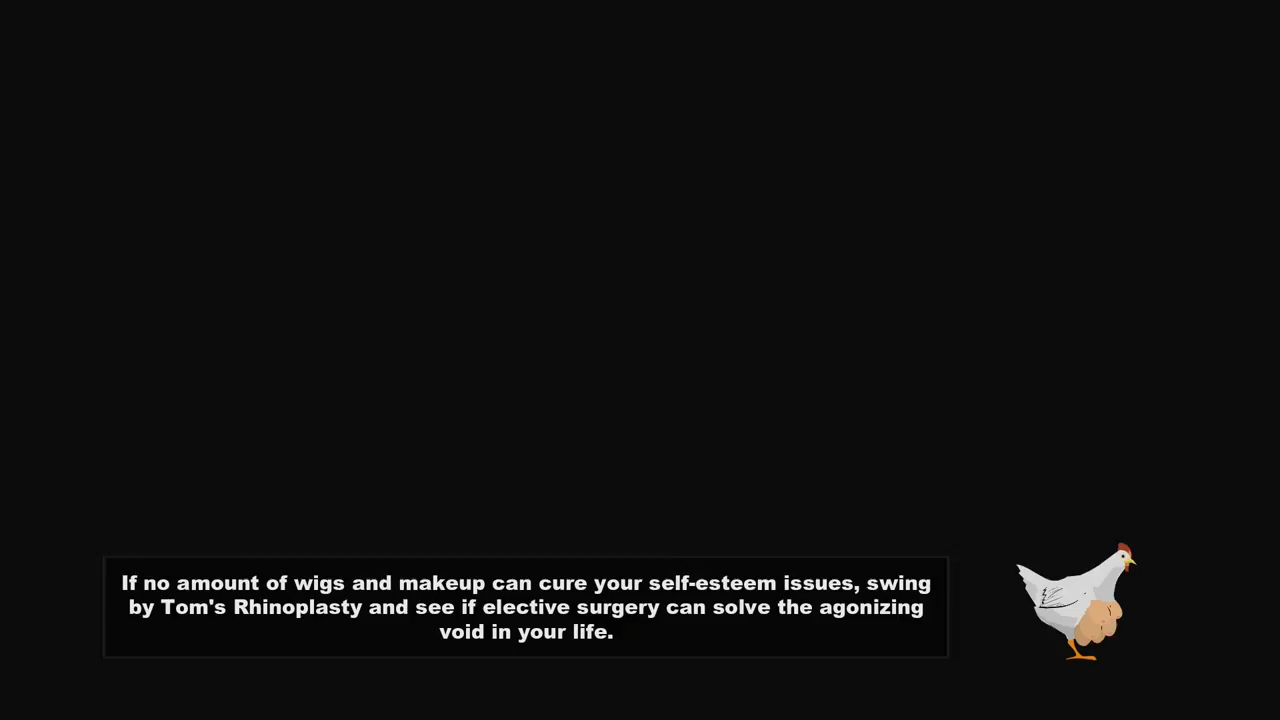 If no amount of wigs and makeup can cure your self-esteem issues, swing
by Tom's Rhinoplasty and see if elective surgery can solve the agonizing
void in your life.